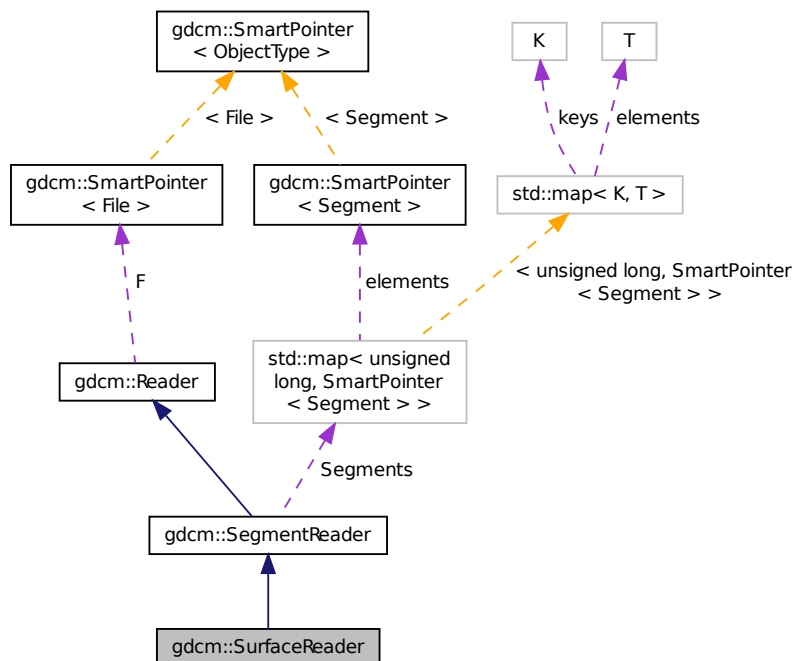 gdcm::SmartPointer
< ObjectType >
K
T
< File >
< Segment >
keys
elements
gdcm::SmartPointer
< File >
gdcm::SmartPointer
< Segment >
std::map< K, T >
F
elements
< unsigned long, SmartPointer
< Segment > >
gdcm::Reader
std::map< unsigned
long, SmartPointer
< Segment > >
Segments
gdcm::SegmentReader
gdcm::SurfaceReader